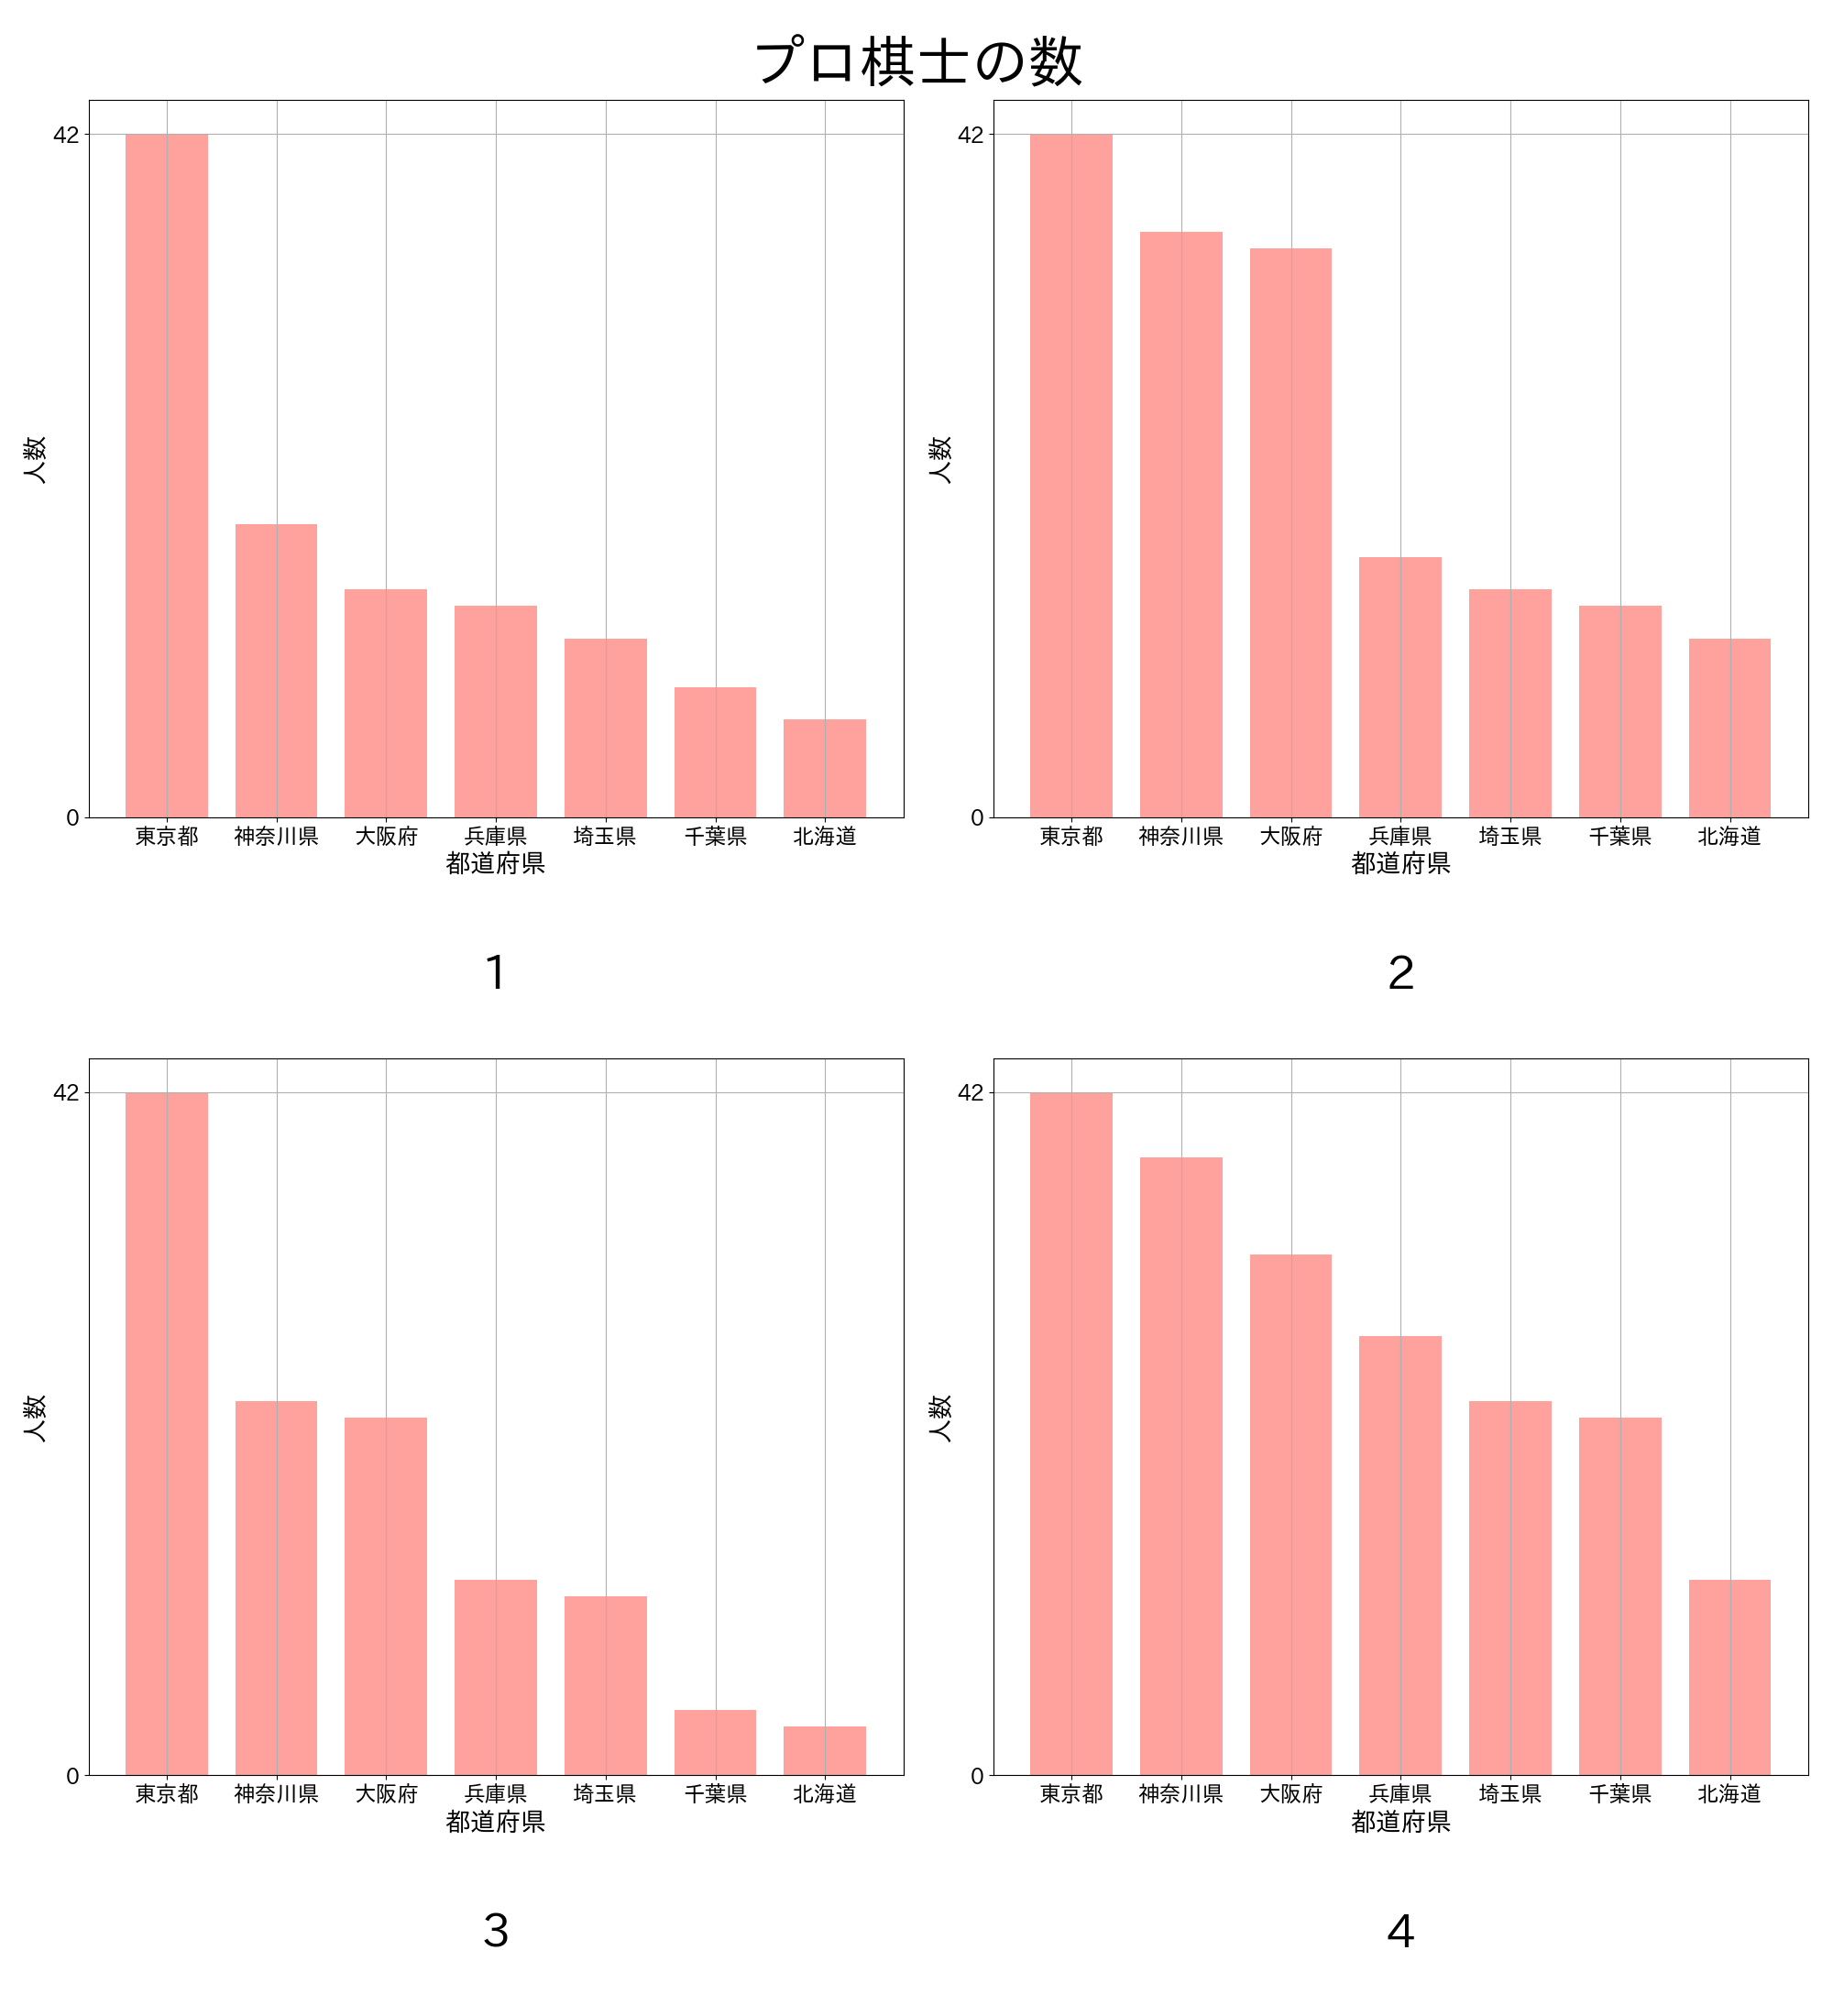 プロ棋士の数
42
人数
0
東京都 神奈川県 大阪府 兵庫県 埼玉県 千葉県 北海道
都道府県
1
42
人数
0
東京都 神奈川県 大阪府 兵庫県 埼玉県 千葉県 北海道
都道府県
2
42
人数
0
東京都 神奈川県 大阪府 兵庫県 埼玉県 千葉県 北海道
都道府県
3
42
人数
0
東京都 神奈川県 大阪府 兵庫県 埼玉県 千葉県 北海道
都道府県
4